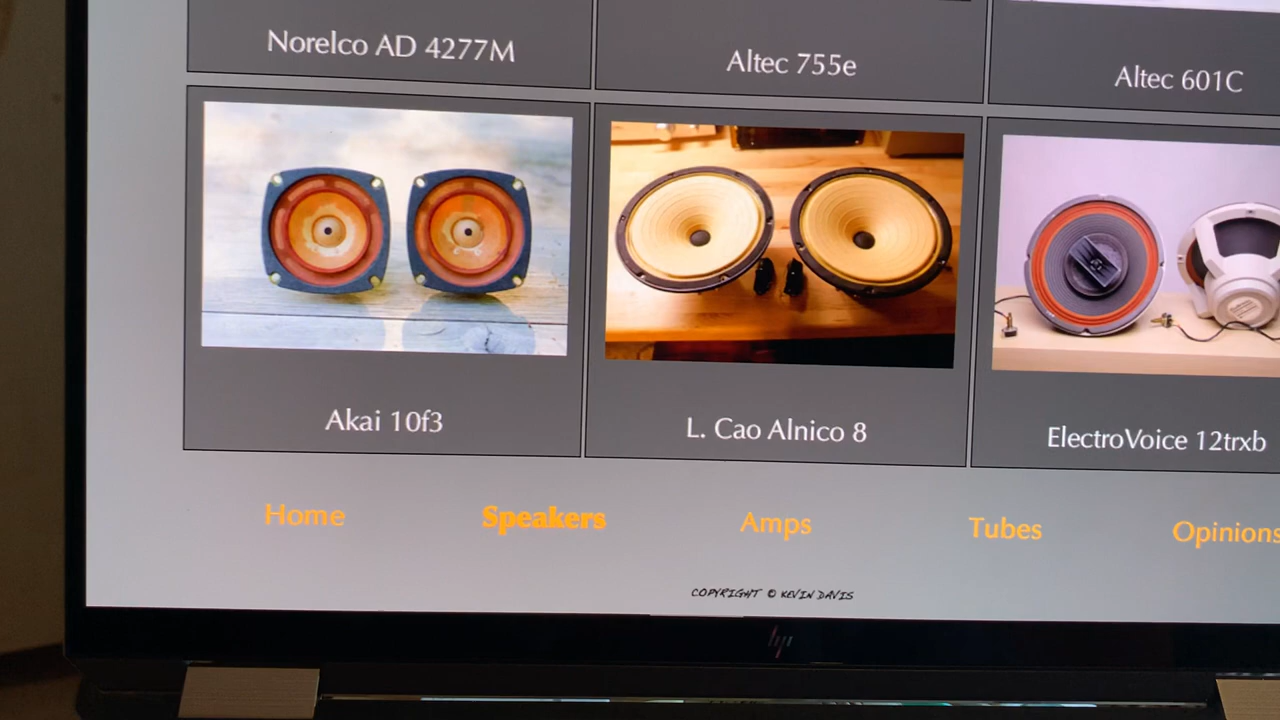 Norelco AD 4277M
Altec 755e
Altec 601C
Akai 10f3
L. Cao Alnico 8
ElectroVoice 12trxb
Home
Speakers
Amps
Tubes
Opinions
COPYRIGHT © KEVIN DAVIS
hp